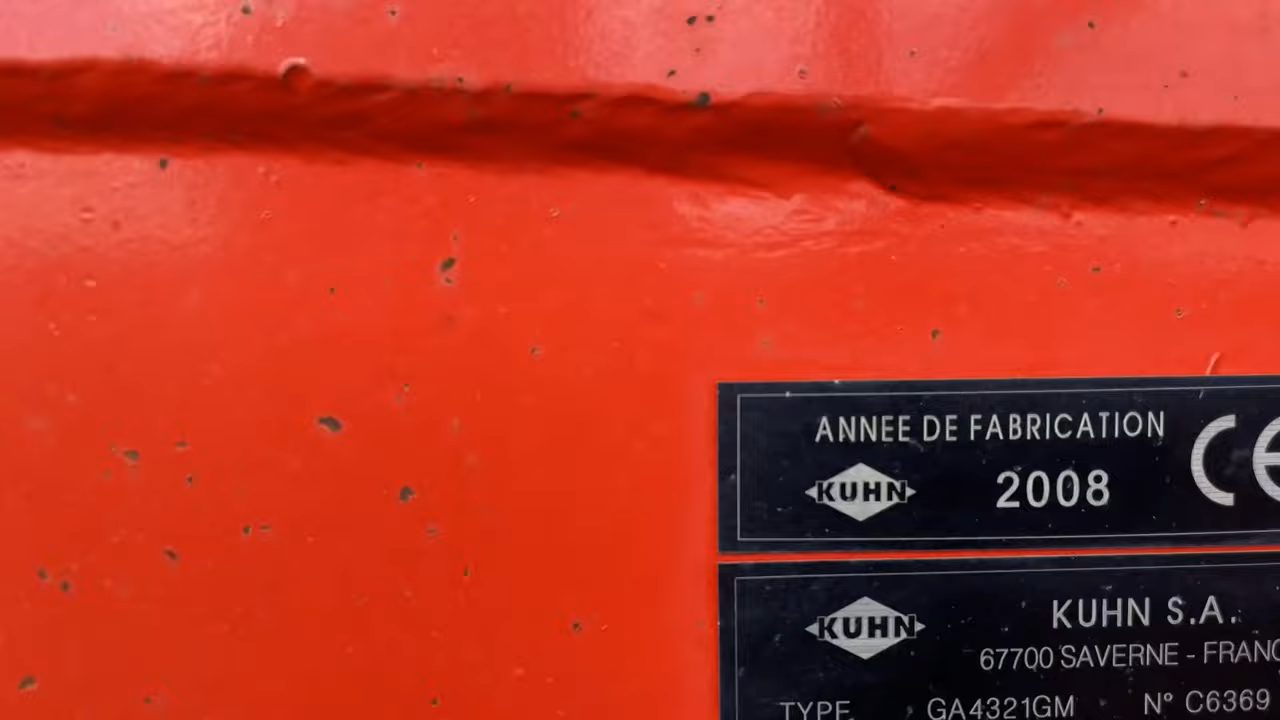 ANNEE DE FABRICATION
KUHN 2008 CE
KUHN KUHN S.A.
67700 SAVERNE - FRANC
TYPE GA4321GM N° C6369